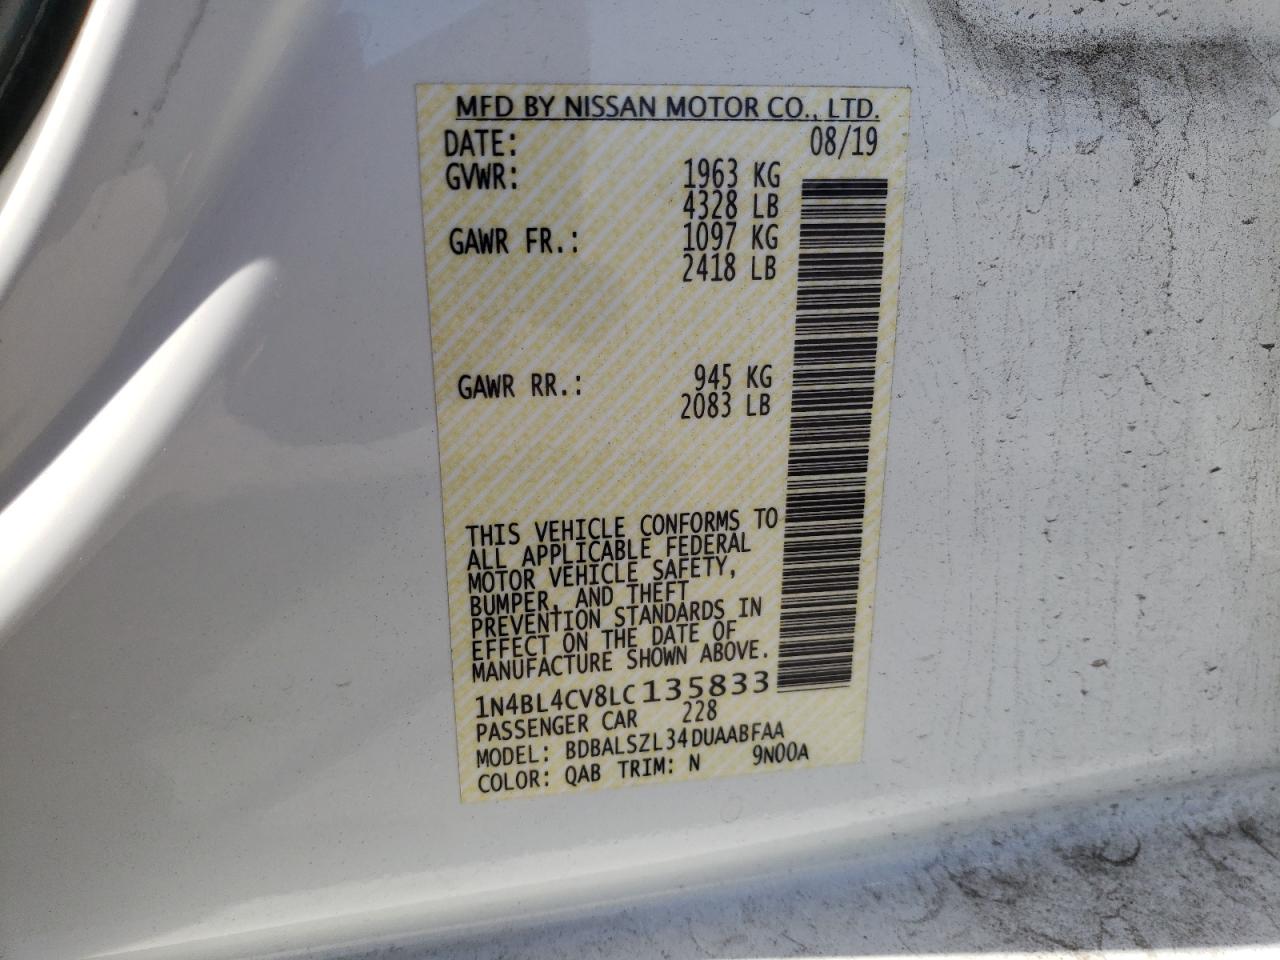 MFD BY NISSAN MOTOR CO., LTD.
DATE: 08/19
GVWR: 1963 KG
4328 LB
GAWR FR.: 1097 KG
2418 LB
GAWR RR.: 945 KG
2083 LB
THIS VEHICLE CONFORMS TO
ALL APPLICABLE FEDERAL
MOTOR VEHICLE SAFETY,
BUMPER, AND THEFT
PREVENTION STANDARDS IN
EFFECT ON THE DATE OF
MANUFACTURE SHOWN ABOVE.
1N4BL4CV8LC135833
PASSENGER CAR 228
MODEL: BDBALSZL34DUAABFAA
COLOR: QAB TRIM: N 9N00A